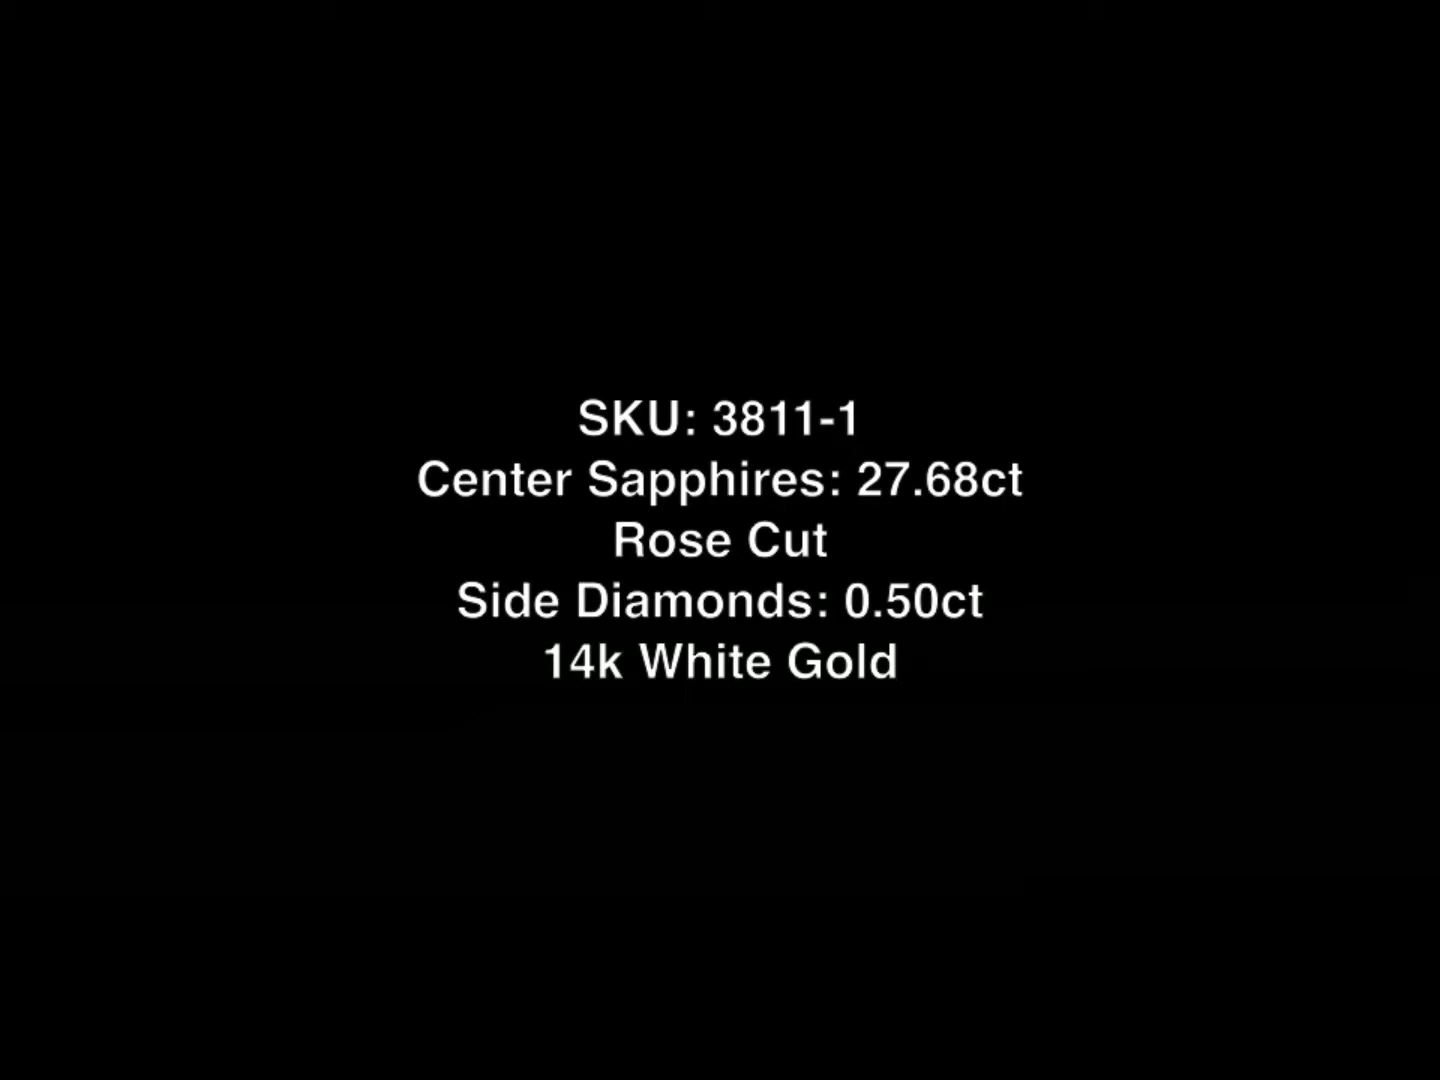 SKU: 3811-1
Center Sapphires: 27.68ct
Rose Cut
Side Diamonds: 0.50ct
14k White Gold